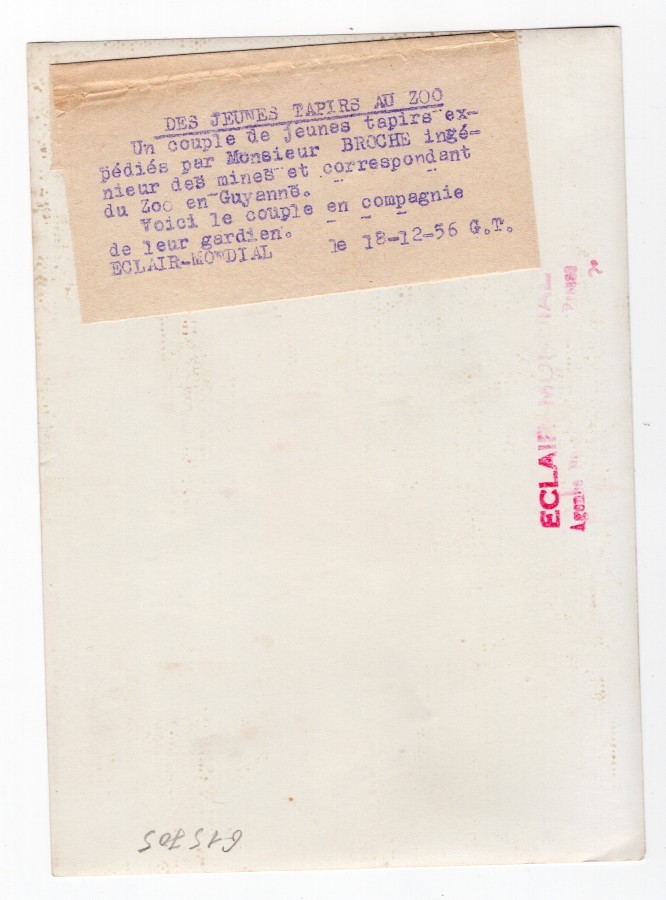 DES JEUNES TAPIRS AU ZOO
Un couple de jeunes tapirs ex-
pédiés par Monsieur BROCHE ingé-
nieur des mines et correspondant
du Zoo en Guyanne.
Voici le couple en compagnie
de leur gardien. - - -
ECLAIR-MONDIAL le 18-12-56 G.T.
ECLAIR MONDIAL
Agence Presse